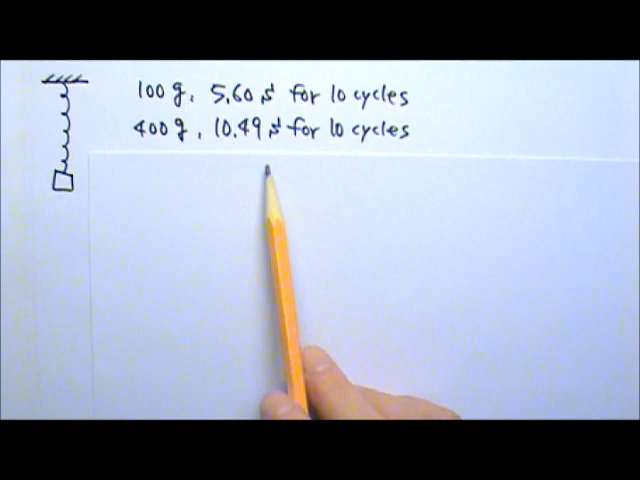 100 g, 5.60 s for 10 cycles
400 g, 10.49 s for 10 cycles